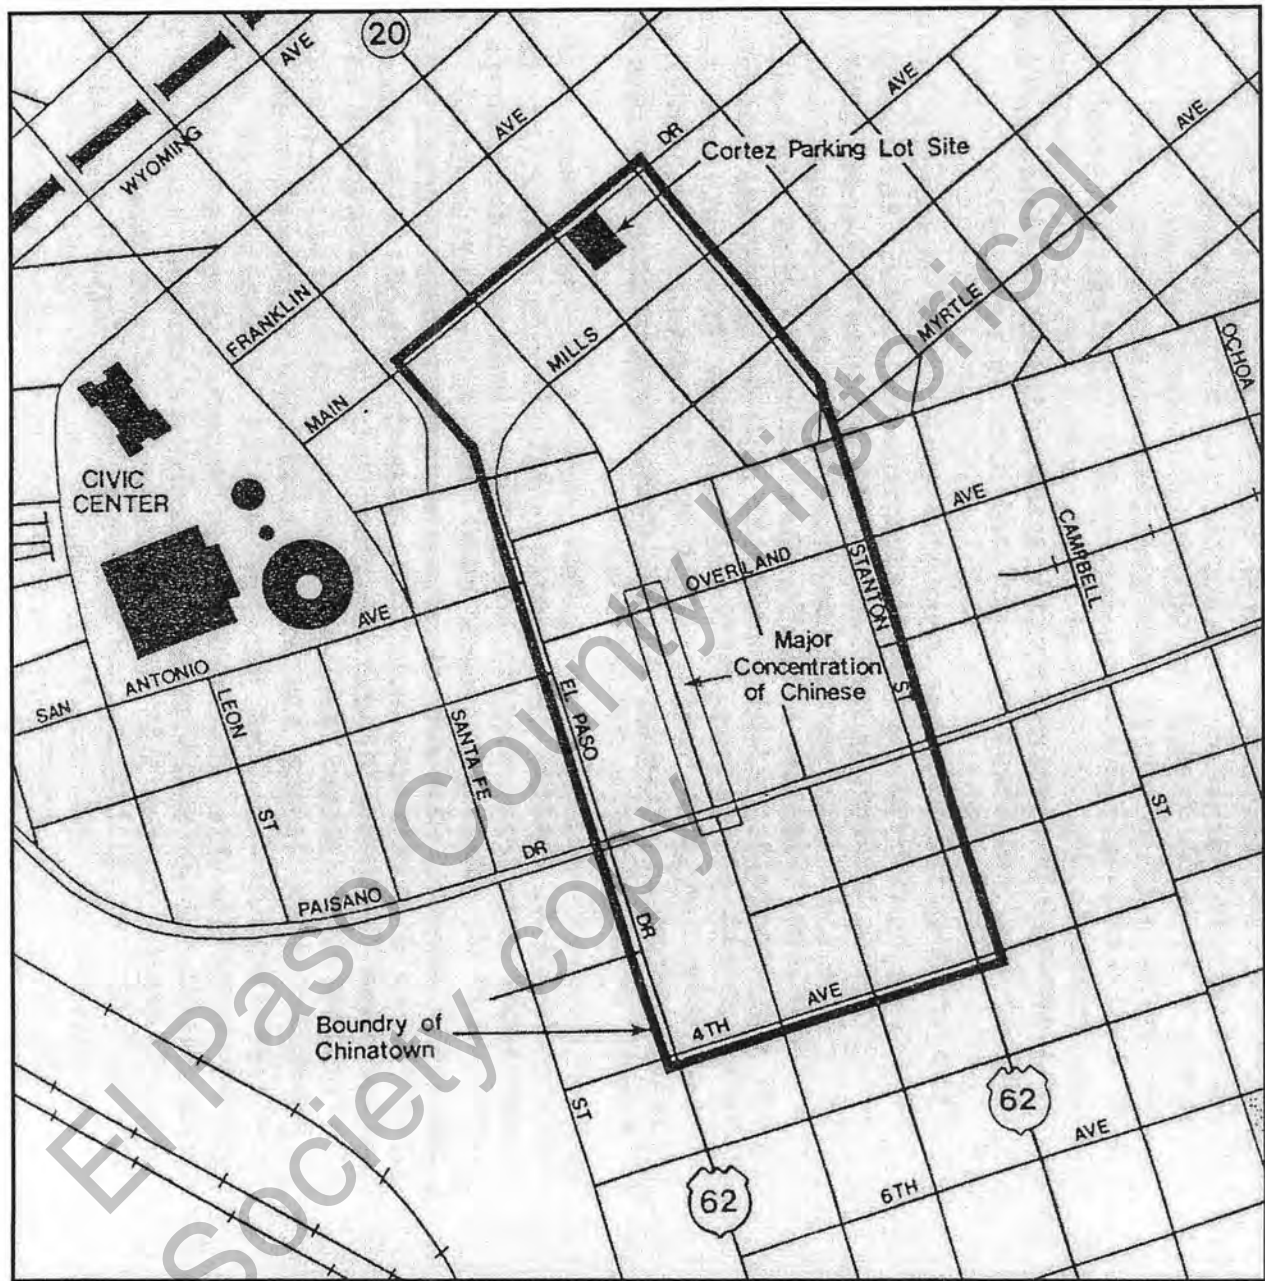 20
AVE
AVE
AVE
AVE
DR
WYOMING
Cortez Parking Lot Site
FRANKLIN
MILLS
MYRTLE
OCHOA
MAIN
CIVIC
CENTER
AVE
CAMPBELL
OVERLAND
STANTON
ST
AVE
Major
Concentration
of Chinese
SAN
ANTONIO
LEON
ST
SANTA FE
EL PASO
ST
DR
PAISANO
DR
AVE
4TH
Boundry of
Chinatown
ST
62
62
AVE
6TH
El Paso County Historical
Society copy